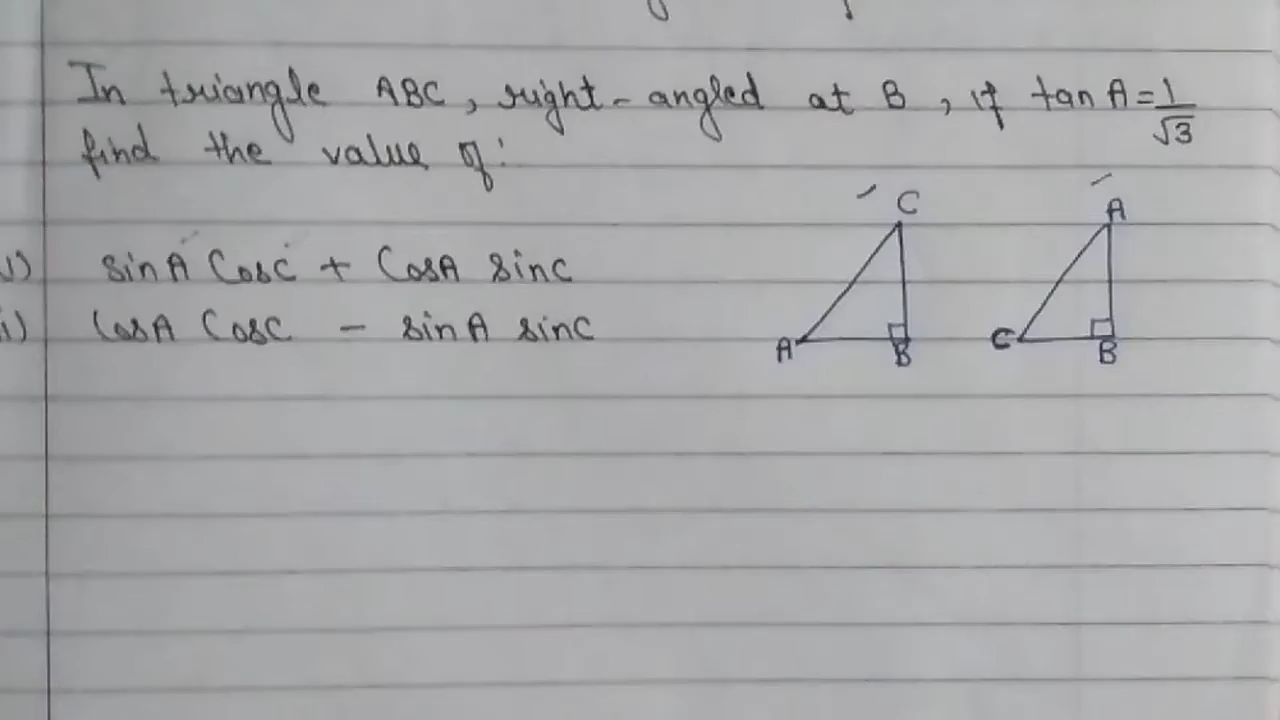 In triangle ABC, right-angled at B, if tan A = 1/√3
find the value of:
sin A Cos C + Cos A sin C
Cos A Cos C - sin A sin C
C
A
A
B
C
B